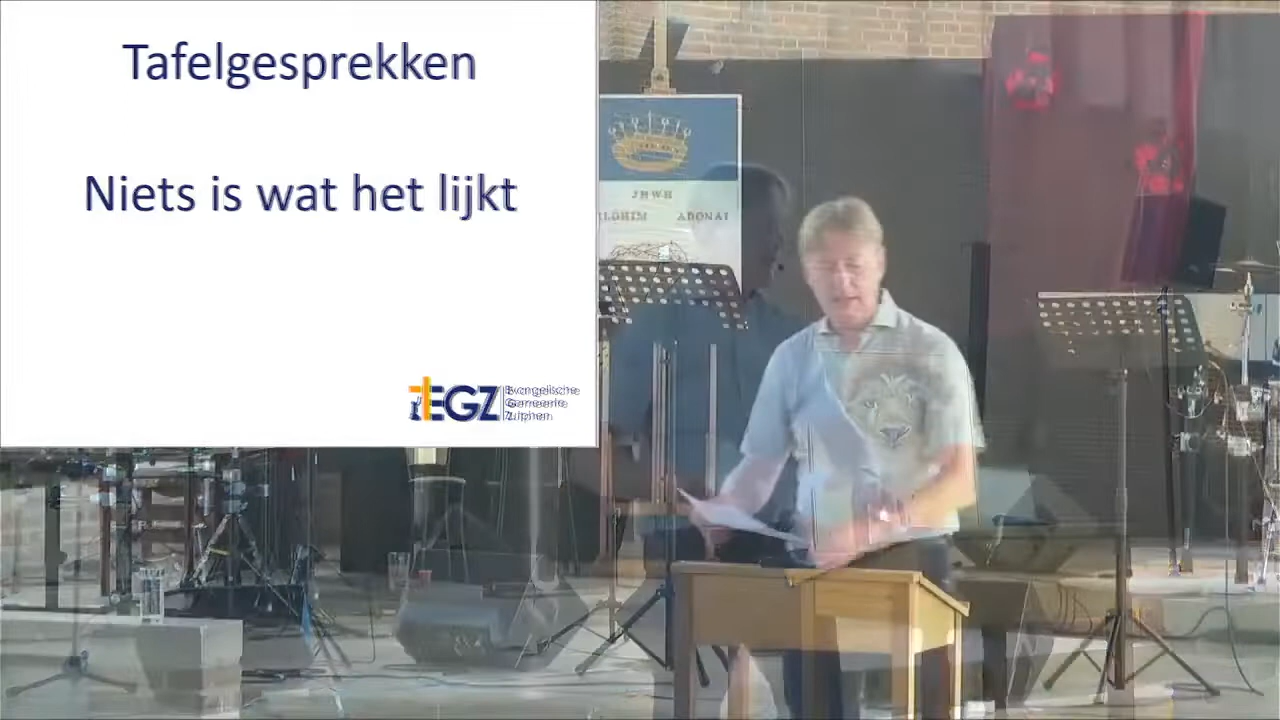 Tafelgesprekken
Niets is wat het lijkt
JHWH
ELOHIM ADONAI
EGZ
Evangelische
Gemeente
Zutphen